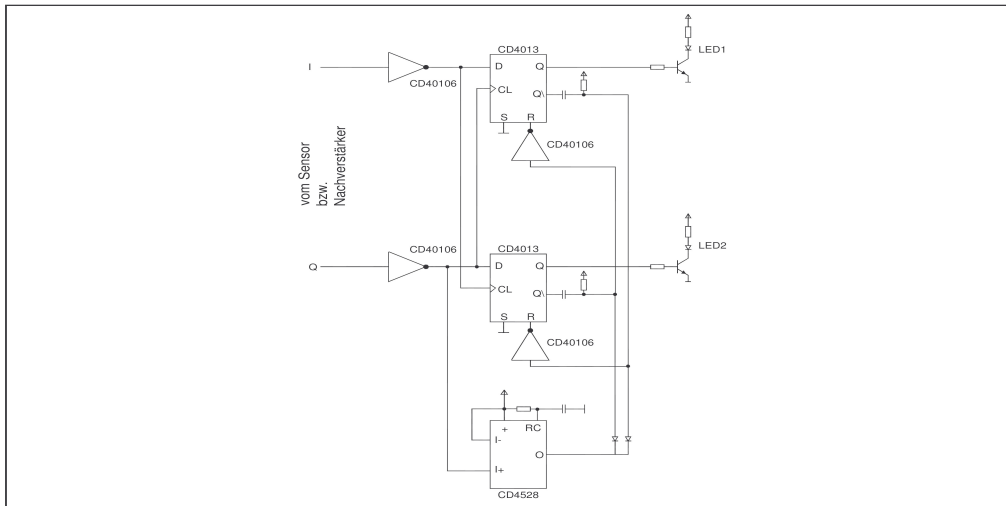 LED1
CD4013
I
D
Q
CD40106
CL
Q\
S
R
CD40106
vom Sensor
bzw.
Nachverstärker
LED2
CD40106
CD4013
Q
D
Q
CL
Q\
S
R
CD40106
+
RC
I-
O
I+
CD4528